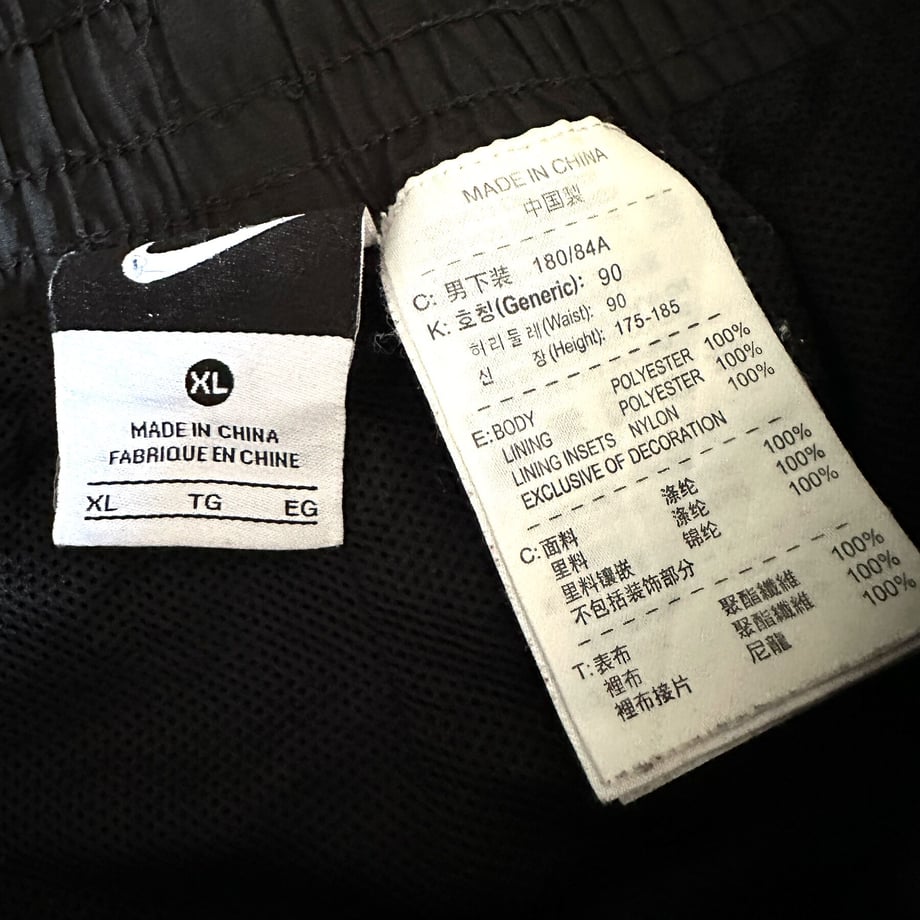 XL
MADE IN CHINA
FABRIQUE EN CHINE
XL TG EG
MADE IN CHINA
中国製
C: 男下装 180/84A
K: 호칭(Generic): 90
허리둘레(Waist): 90
신 장(Height): 175-185
E: BODY POLYESTER 100%
LINING POLYESTER 100%
LINING INSETS NYLON 100%
EXCLUSIVE OF DECORATION
C: 面料 涤纶 100%
里料 涤纶 100%
里料镶嵌 锦纶 100%
不包括装饰部分
T: 表布 聚酯纖維 100%
裡布 聚酯纖維 100%
裡布接片 尼龍 100%